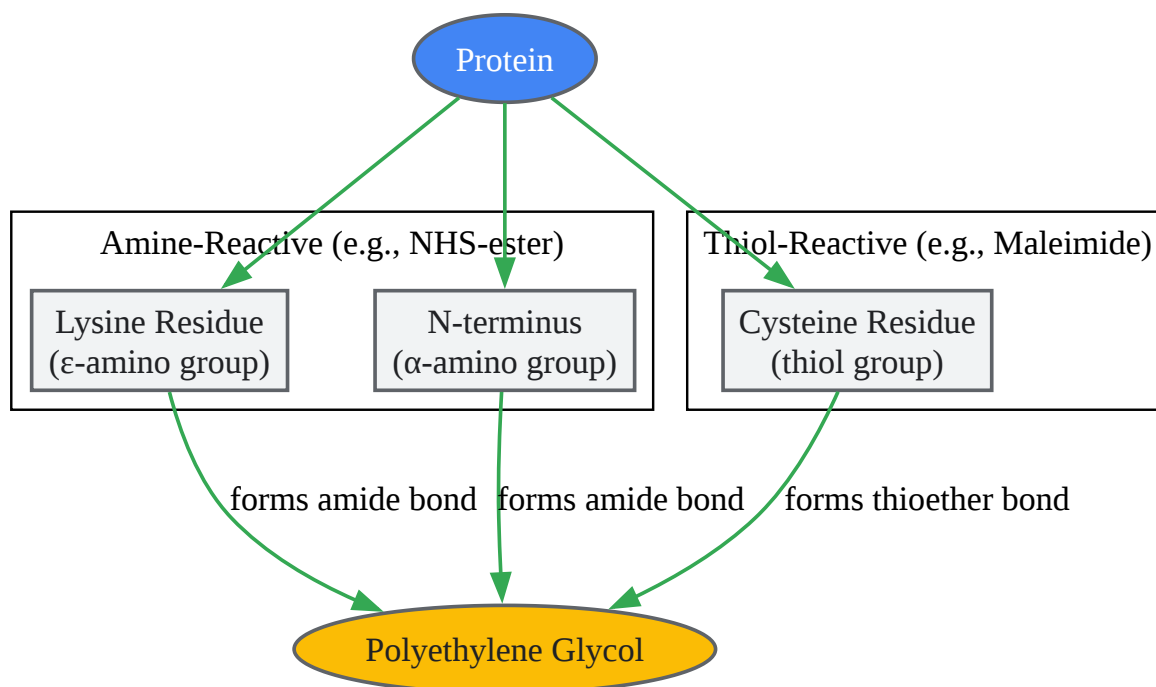 Protein
Amine-Reactive (e.g., NHS-ester)
Thiol-Reactive (e.g., Maleimide)
Lysine Residue
(ε-amino group)
N-terminus
(α-amino group)
Cysteine Residue
(thiol group)
forms amide bond
forms amide bond
forms thioether bond
Polyethylene Glycol